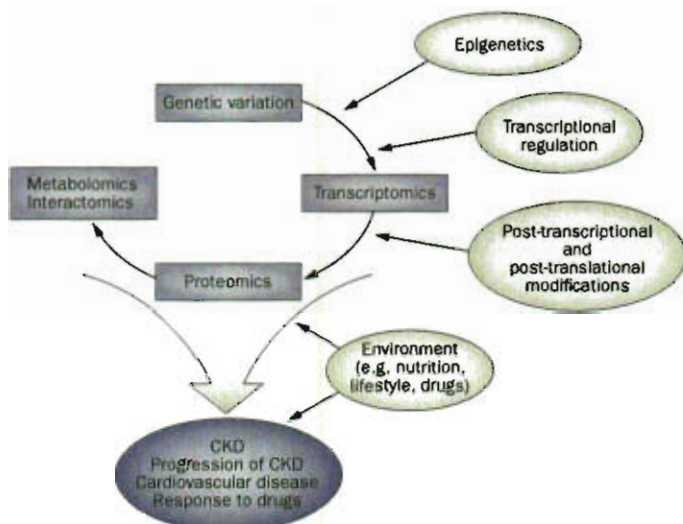 Epigenetics
Genetic variation
Transcriptional
regulation
Metabolomics
Interactomics
Transcriptomics
Post-transcriptional
and
post-translational
modifications
Proteomics
Environment
(e.g. nutrition,
lifestyle, drugs)
CKD
Progression of CKD
Cardiovascular disease
Response to drugs